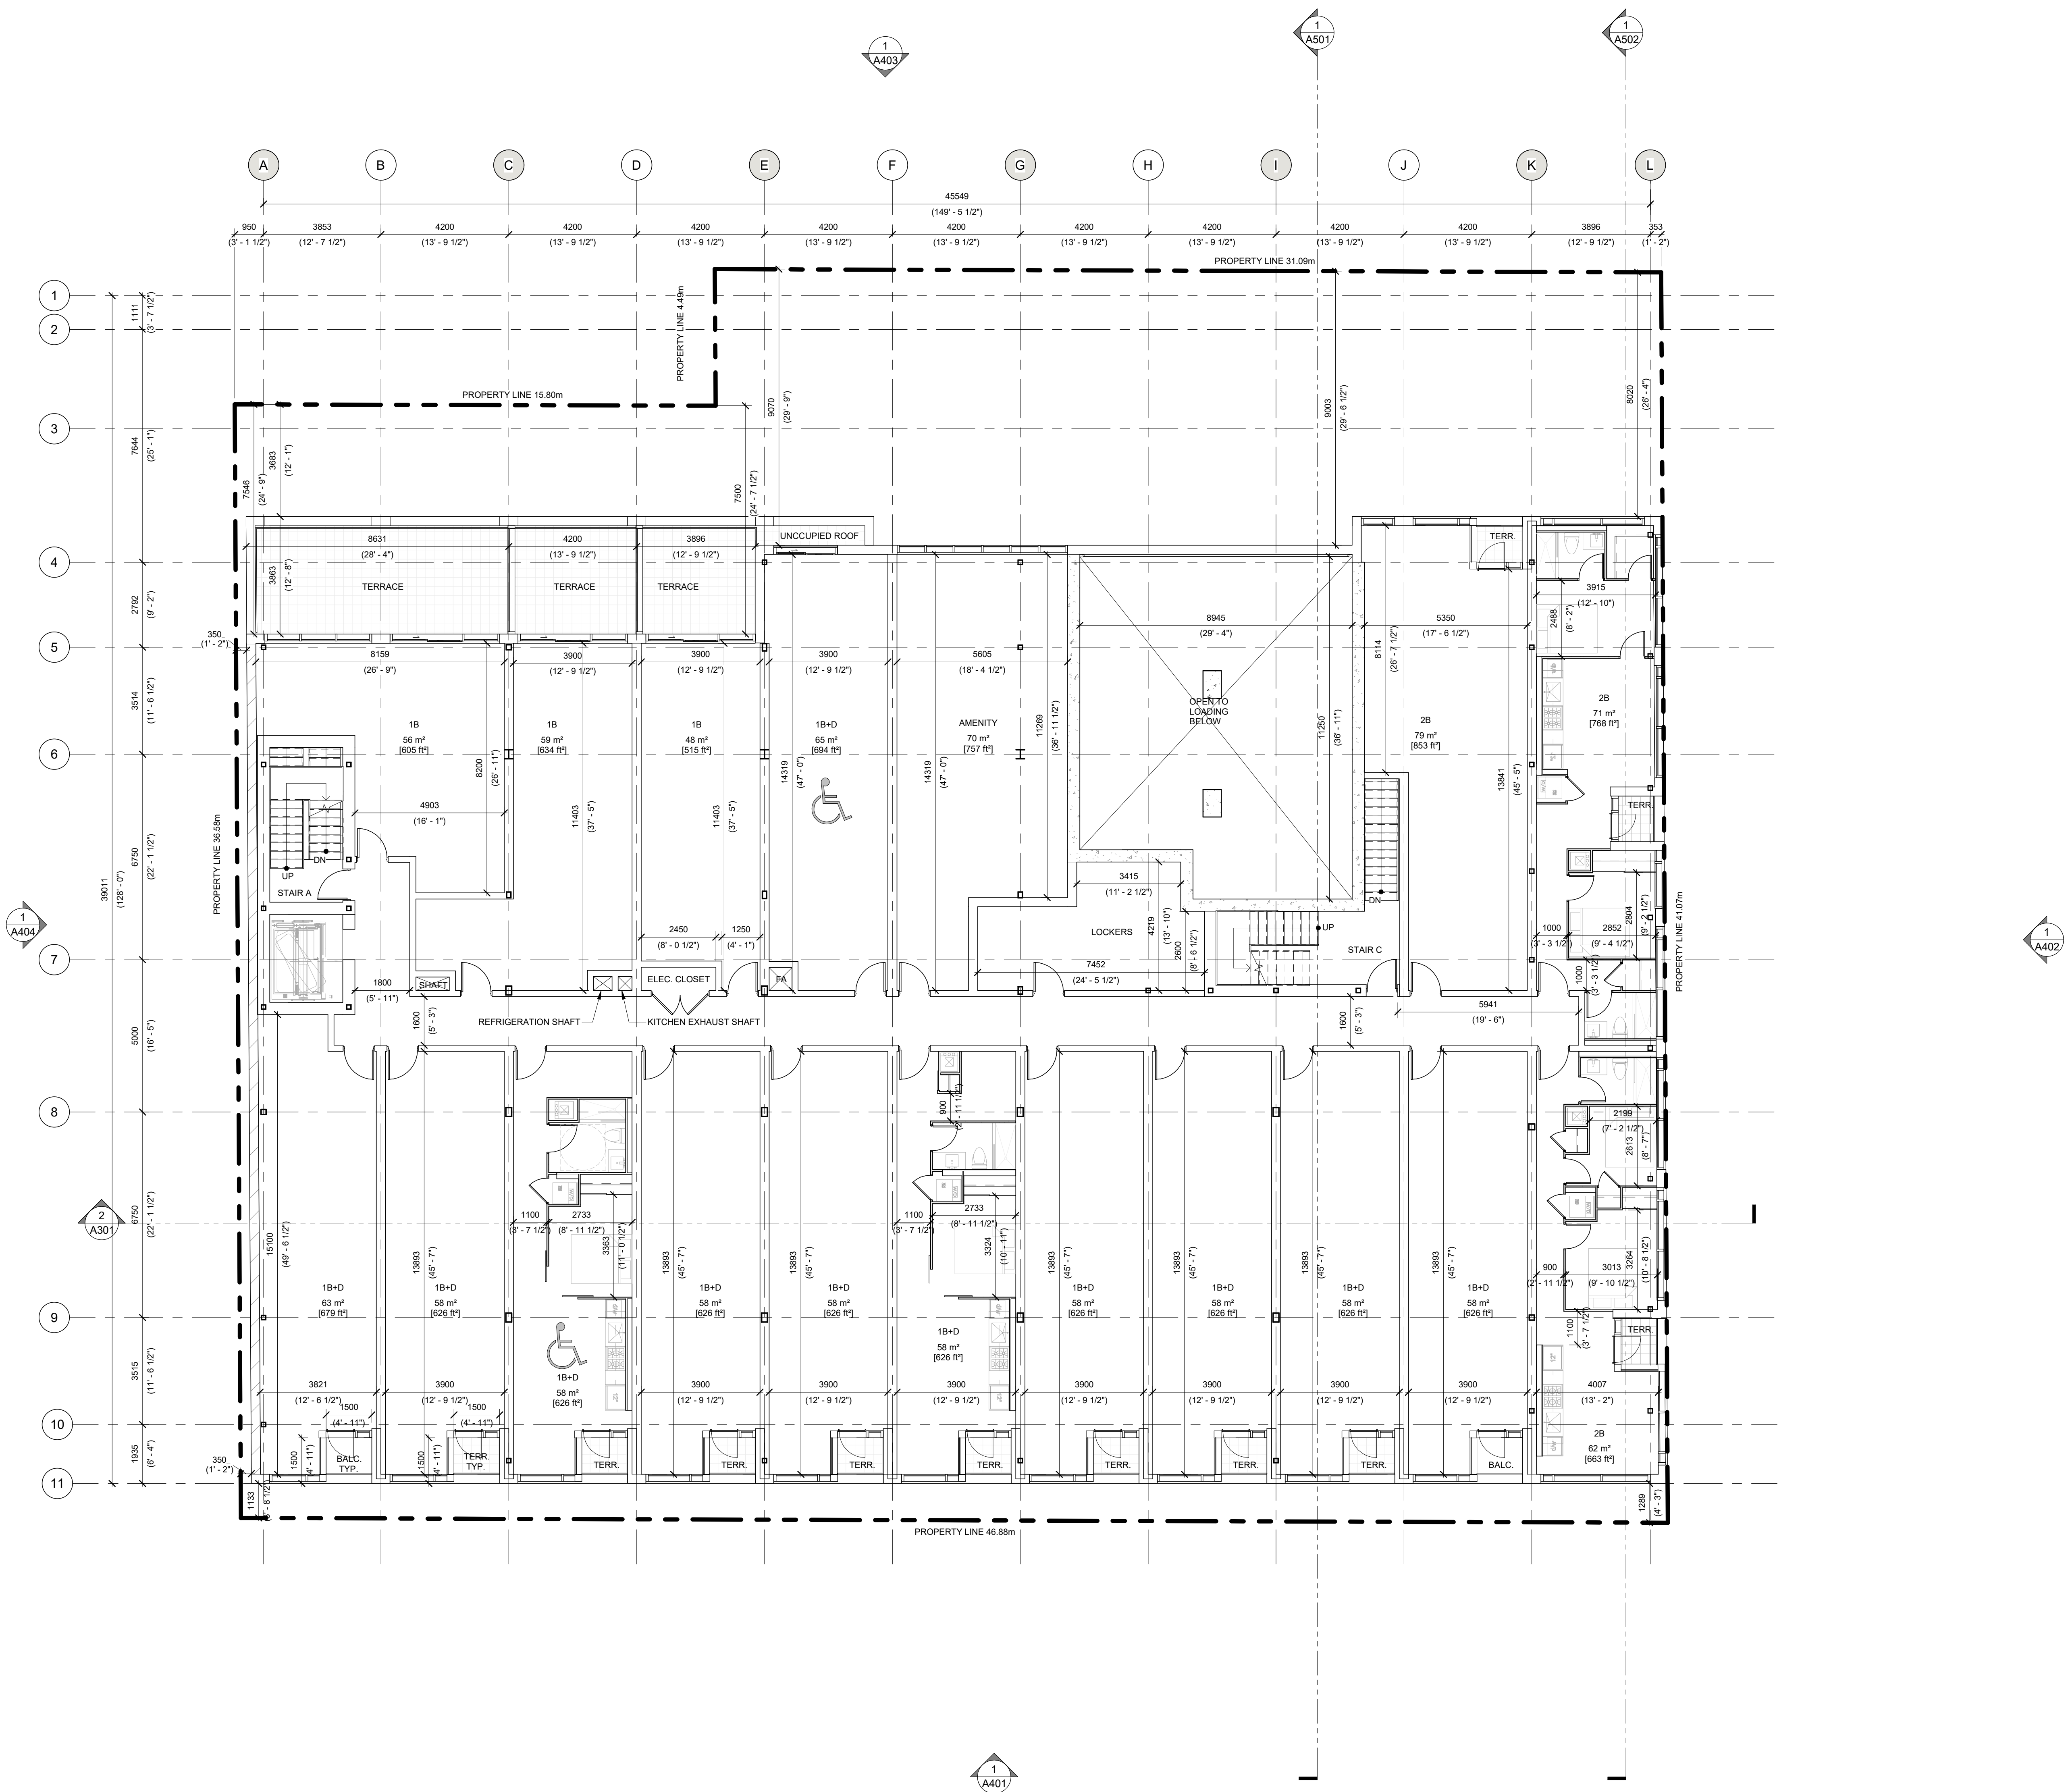 1
A403
1
A501
1
A502
A
B
C
D
E
F
G
H
I
J
K
L
45549
(149' - 5 1/2")
950
(3' - 1 1/2")
3853
(12' - 7 1/2")
4200
(13' - 9 1/2")
4200
(13' - 9 1/2")
4200
(13' - 9 1/2")
4200
(13' - 9 1/2")
4200
(13' - 9 1/2")
4200
(13' - 9 1/2")
4200
(13' - 9 1/2")
4200
(13' - 9 1/2")
4200
(13' - 9 1/2")
3896
(12' - 9 1/2")
353
(1' - 2")
PROPERTY LINE 31.09m
PROPERTY LINE 4.49m
PROPERTY LINE 15.80m
PROPERTY LINE 36.58m
PROPERTY LINE 41.07m
PROPERTY LINE 46.88m
1
2
3
4
5
6
7
8
9
10
11
39011
(128' - 0")
1111
(3' - 7 1/2")
7644
(25' - 1")
2792
(9' - 2")
3514
(11' - 6 1/2")
6750
(22' - 1 1/2")
5000
(16' - 5")
6750
(22' - 1 1/2")
3515
(11' - 6 1/2")
1935
(6' - 4")
7546
(24' - 9")
3683
(12' - 1")
7500
(24' - 7 1/2")
9070
(29' - 9")
9003
(29' - 6 1/2")
8020
(26' - 4")
UNCCUPIED ROOF
8631
(28' - 4")
4200
(13' - 9 1/2")
3896
(12' - 9 1/2")
3863
(12' - 8")
TERRACE
TERRACE
TERRACE
TERR.
350
(1' - 2")
8159
(26' - 9")
3900
(12' - 9 1/2")
3900
(12' - 9 1/2")
3900
(12' - 9 1/2")
5605
(18' - 4 1/2")
8945
(29' - 4")
5350
(17' - 6 1/2")
3915
(12' - 10")
2488
(8' - 2")
8114
(26' - 7 1/2")
1B
56 m²
[605 ft²]
1B
59 m²
[634 ft²]
1B
48 m²
[515 ft²]
1B+D
65 m²
[694 ft²]
AMENITY
70 m²
[757 ft²]
OPEN TO
LOADING
BELOW
2B
79 m²
[853 ft²]
2B
71 m²
[768 ft²]
8200
(26' - 11")
11403
(37' - 5")
11403
(37' - 5")
14319
(47' - 0")
14319
(47' - 0")
11269
(36' - 11 1/2")
11250
(36' - 11")
13841
(45' - 5")
4903
(16' - 1")
TERR.
DN
UP
STAIR A
3415
(11' - 2 1/2")
4219
(13' - 10")
2600
(8' - 6 1/2")
LOCKERS
7452
(24' - 5 1/2")
DN
UP
STAIR C
2804
(9' - 2 1/2")
1000
(3' - 3 1/2")
2852
(9' - 4 1/2")
1000
(3' - 3 1/2")
2450
(8' - 0 1/2")
1250
(4' - 1")
ELEC. CLOSET
FA
SHAFT
1800
(5' - 11")
1600
(5' - 3")
REFRIGERATION SHAFT
KITCHEN EXHAUST SHAFT
1600
(5' - 3")
5941
(19' - 6")
1
A404
1
A402
2
A301
900
(2' - 11 1/2")
2199
(7' - 2 1/2")
2613
(8' - 7")
1100
(3' - 7 1/2")
2733
(8' - 11 1/2")
3363
(11' - 0 1/2")
1100
(3' - 7 1/2")
2733
(8' - 11 1/2")
3324
(10' - 11")
3264
(10' - 8 1/2")
900
(2' - 11 1/2")
3013
(9' - 10 1/2")
1100
(3' - 7 1/2")
15100
(49' - 6 1/2")
13893
(45' - 7")
13893
(45' - 7")
13893
(45' - 7")
13893
(45' - 7")
13893
(45' - 7")
13893
(45' - 7")
13893
(45' - 7")
1B+D
63 m²
[679 ft²]
1B+D
58 m²
[626 ft²]
1B+D
58 m²
[626 ft²]
1B+D
58 m²
[626 ft²]
1B+D
58 m²
[626 ft²]
1B+D
58 m²
[626 ft²]
1B+D
58 m²
[626 ft²]
1B+D
58 m²
[626 ft²]
1B+D
58 m²
[626 ft²]
1B+D
58 m²
[626 ft²]
TERR.
3821
(12' - 6 1/2")
3900
(12' - 9 1/2")
3900
(12' - 9 1/2")
3900
(12' - 9 1/2")
3900
(12' - 9 1/2")
3900
(12' - 9 1/2")
3900
(12' - 9 1/2")
3900
(12' - 9 1/2")
3900
(12' - 9 1/2")
4007
(13' - 2")
1500
(4' - 11")
1500
(4' - 11")
1500
(4' - 11")
1500
(4' - 11")
2B
62 m²
[663 ft²]
BALC.
TYP.
TERR.
TYP.
TERR.
TERR.
TERR.
TERR.
TERR.
TERR.
TERR.
BALC.
350
(1' - 2")
1133
1289
(4' - 3")
1
A401